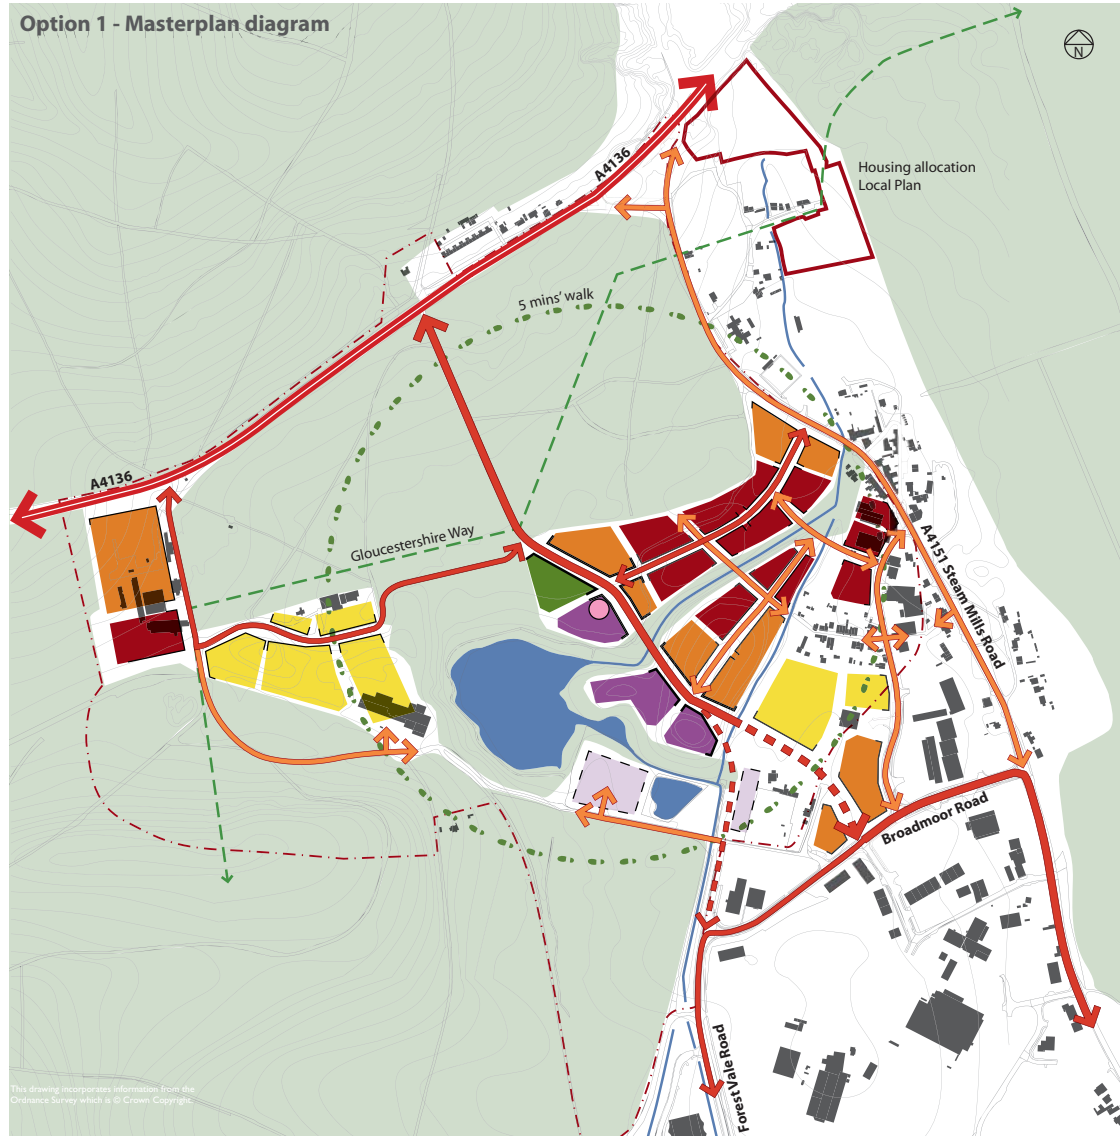 Option 1 - Masterplan diagram
N
A4136
Housing allocation
Local Plan
5 mins' walk
A4136
Gloucestershire Way
A4151 Steam Mills Road
Broadmoor Road
Forest Vale Road
This drawing incorporates information from the
Ordnance Survey which is © Crown Copyright.